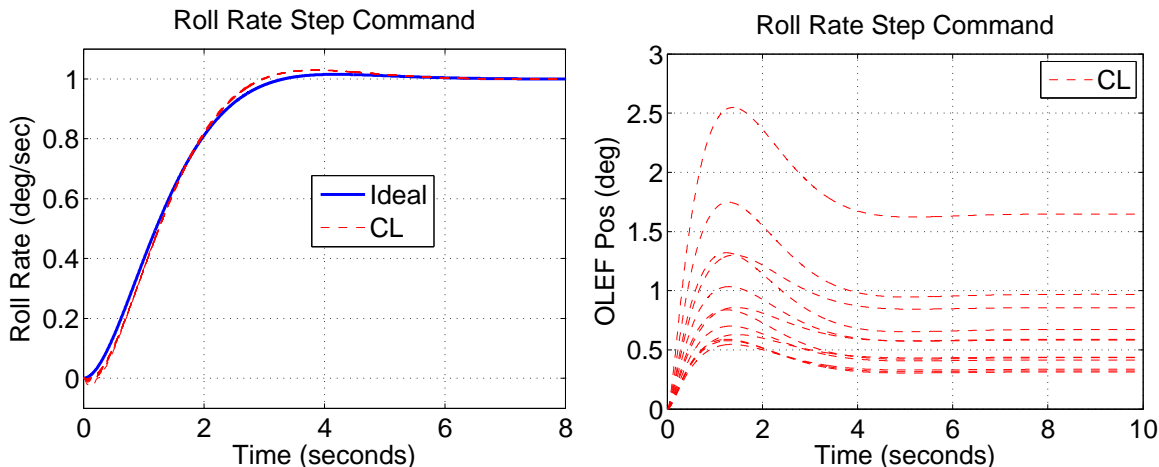 Roll Rate Step Command
Roll Rate (deg/sec)
1
0.8
0.6
0.4
0.2
0
Ideal
CL
0 2 4 6 8
Time (seconds)
Roll Rate Step Command
OLEF Pos (deg)
3
2.5
2
1.5
1
0.5
0
CL
0 2 4 6 8 10
Time (seconds)